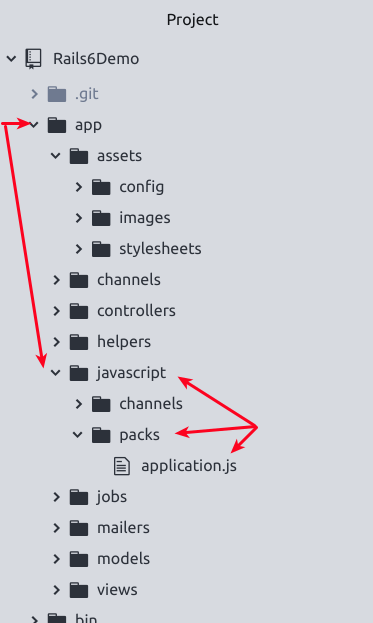 Project
Rails6Demo
.git
app
assets
config
images
stylesheets
channels
controllers
helpers
javascript
channels
packs
application.js
jobs
mailers
models
views
bin